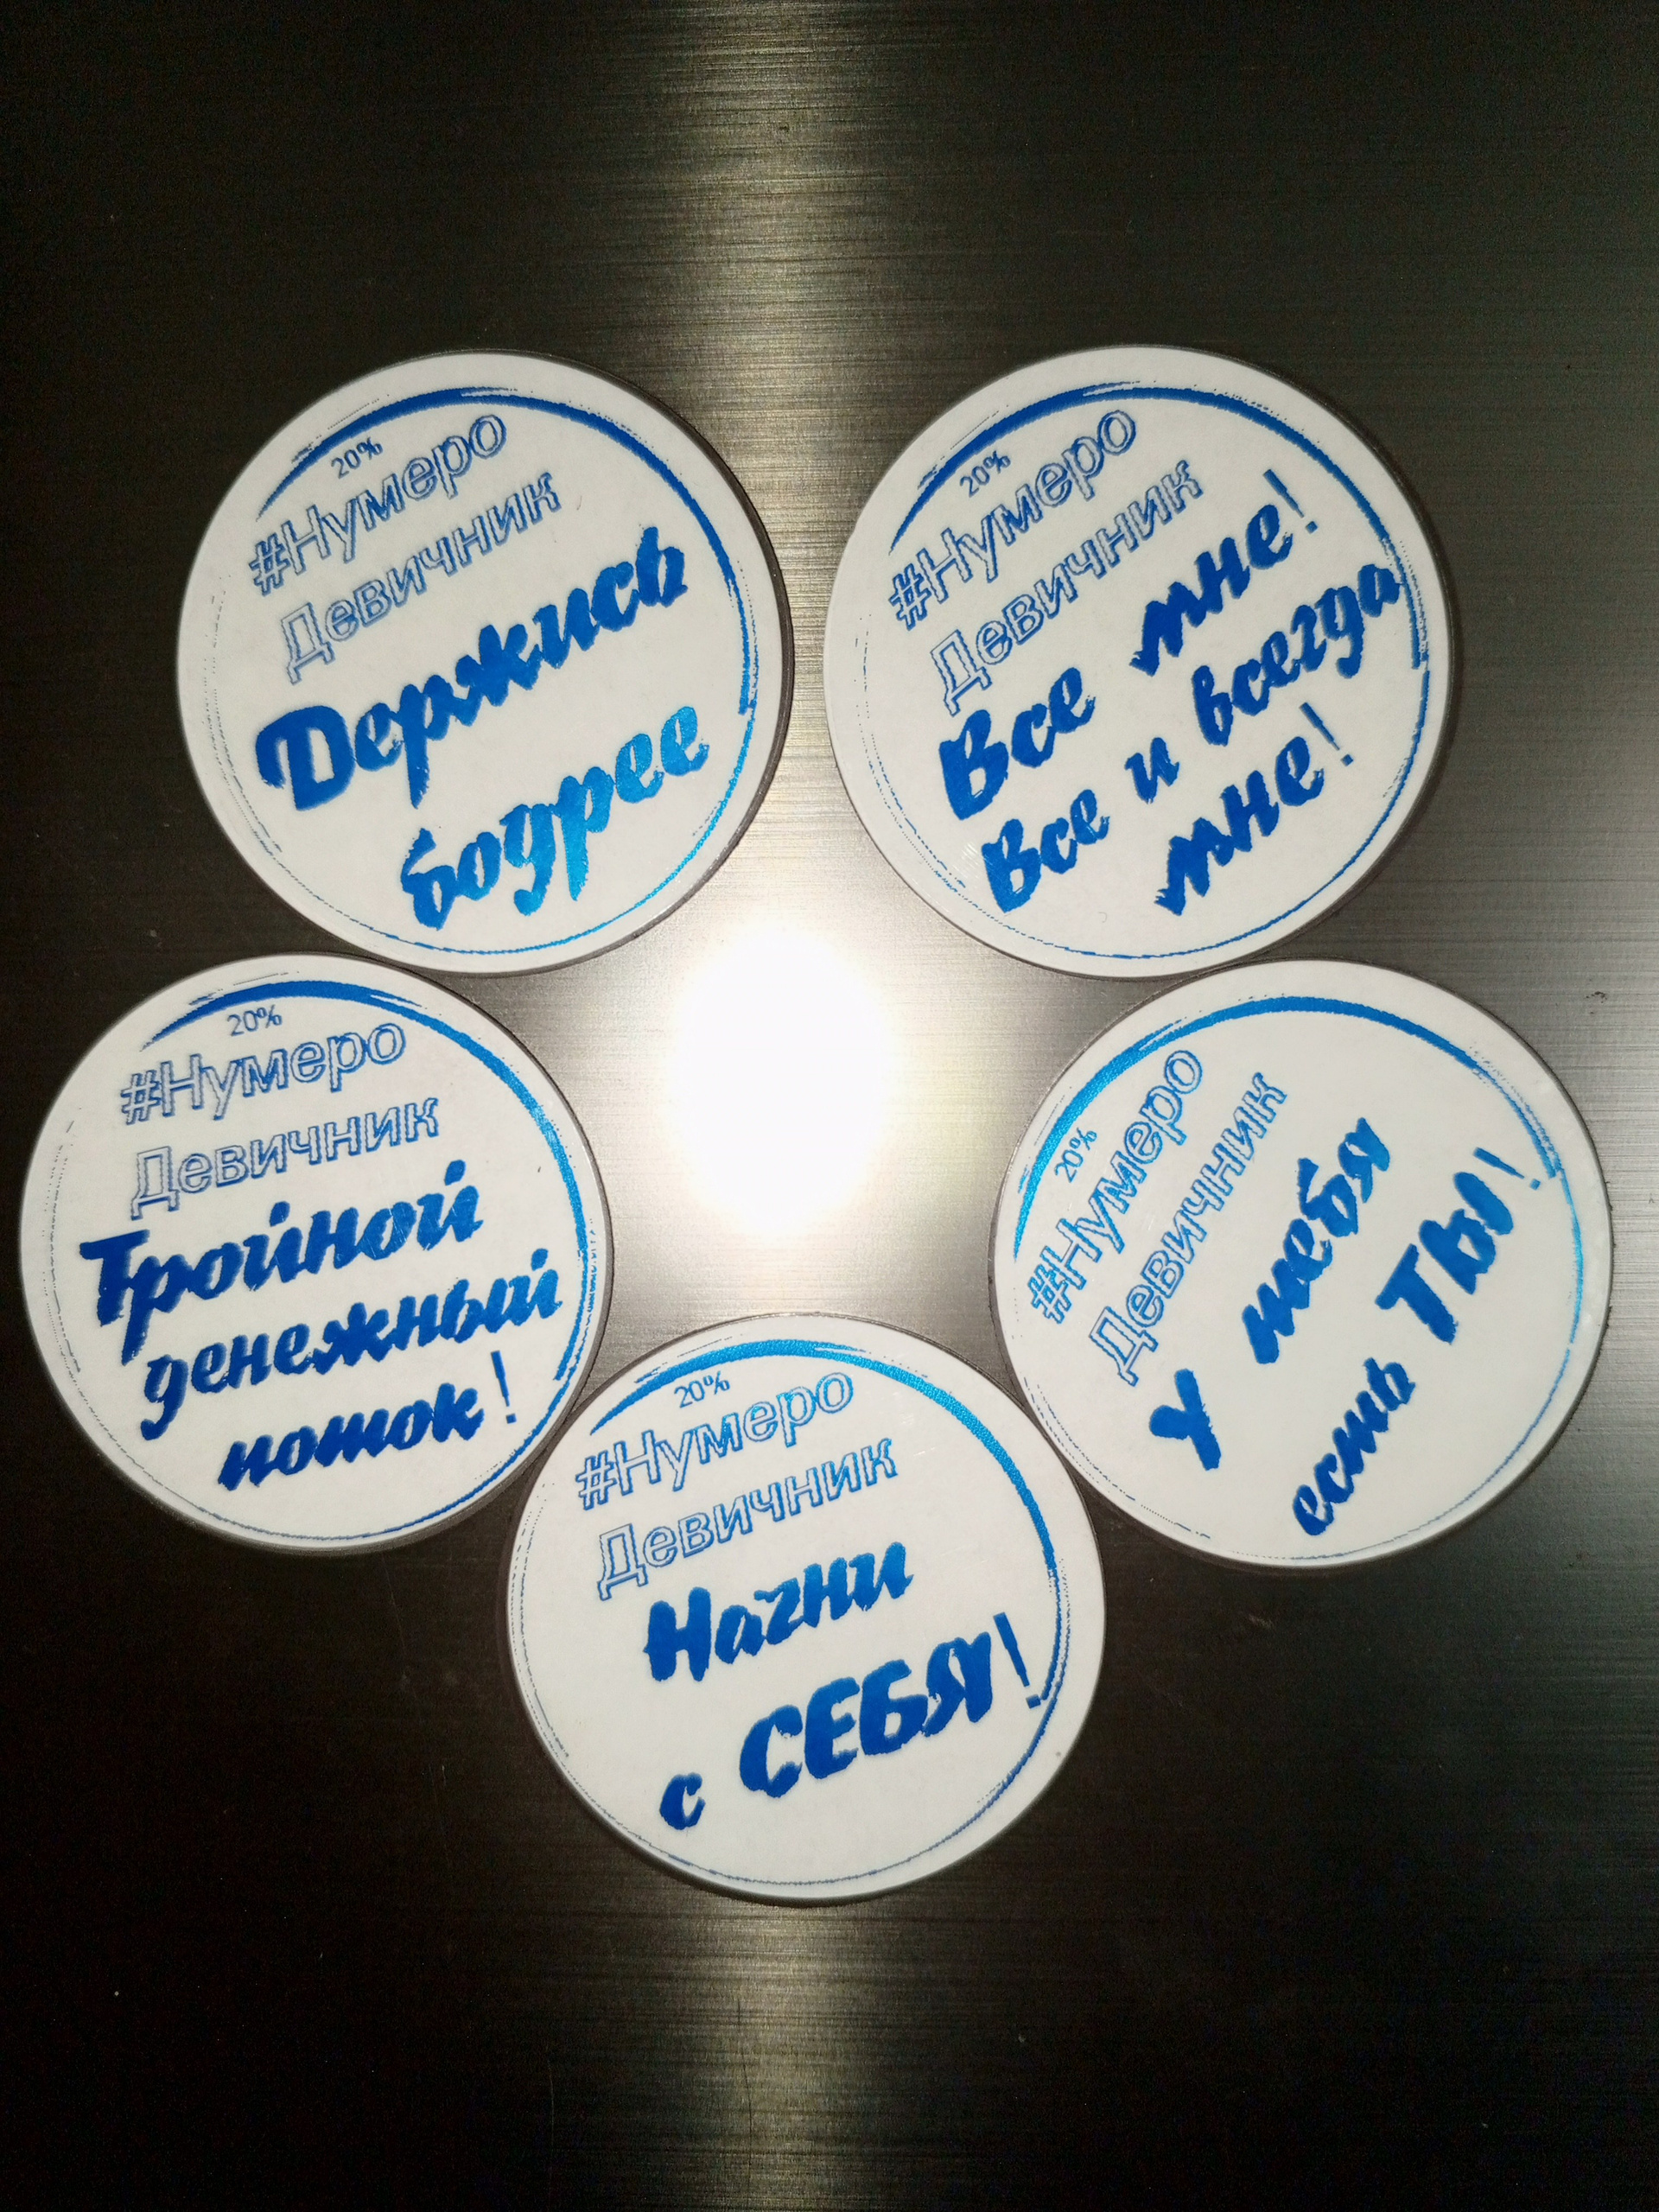 20%
#Нумеро
Девичник
Держись
бодрее
20%
#Нумеро
Девичник
Все мне!
Все и всегда
мне!
20%
#Нумеро
Девичник
Тройной
денежный
поток!
20%
#Нумеро
Девичник
У тебя
есть ТЫ!
20%
#Нумеро
Девичник
Начни
с СЕБЯ!